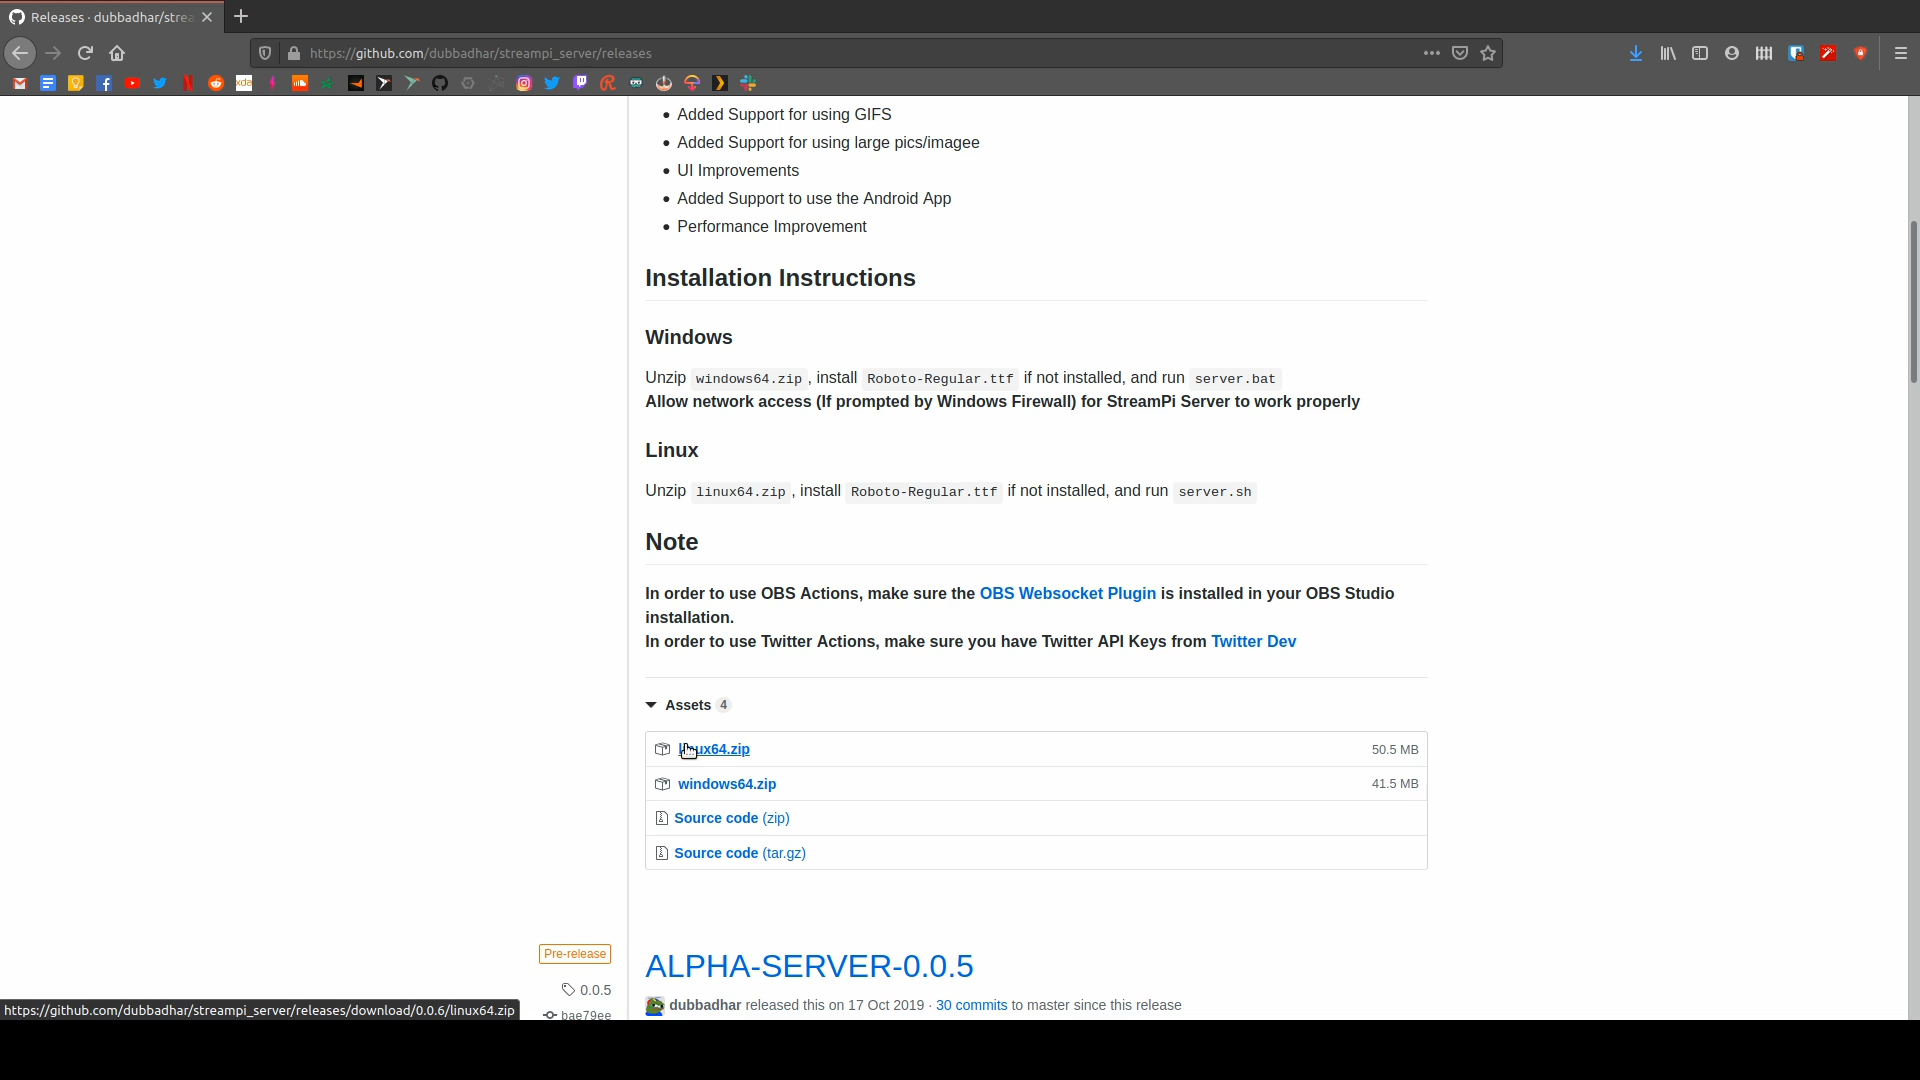 Releases · dubbadhar/strea
https://github.com/dubbadhar/streampi_server/releases
Added Support for using GIFS
Added Support for using large pics/imagee
UI Improvements
Added Support to use the Android App
Performance Improvement
Installation Instructions
Windows
Unzip windows64.zip , install Roboto-Regular.ttf if not installed, and run server.bat
Allow network access (If prompted by Windows Firewall) for StreamPi Server to work properly
Linux
Unzip linux64.zip , install Roboto-Regular.ttf if not installed, and run server.sh
Note
In order to use OBS Actions, make sure the OBS Websocket Plugin is installed in your OBS Studio
installation.
In order to use Twitter Actions, make sure you have Twitter API Keys from Twitter Dev
Assets 4
linux64.zip 50.5 MB
windows64.zip 41.5 MB
Source code (zip)
Source code (tar.gz)
Pre-release
ALPHA-SERVER-0.0.5
0.0.5
dubbadhar released this on 17 Oct 2019 · 30 commits to master since this release
https://github.com/dubbadhar/streampi_server/releases/download/0.0.6/linux64.zip
bae79ee